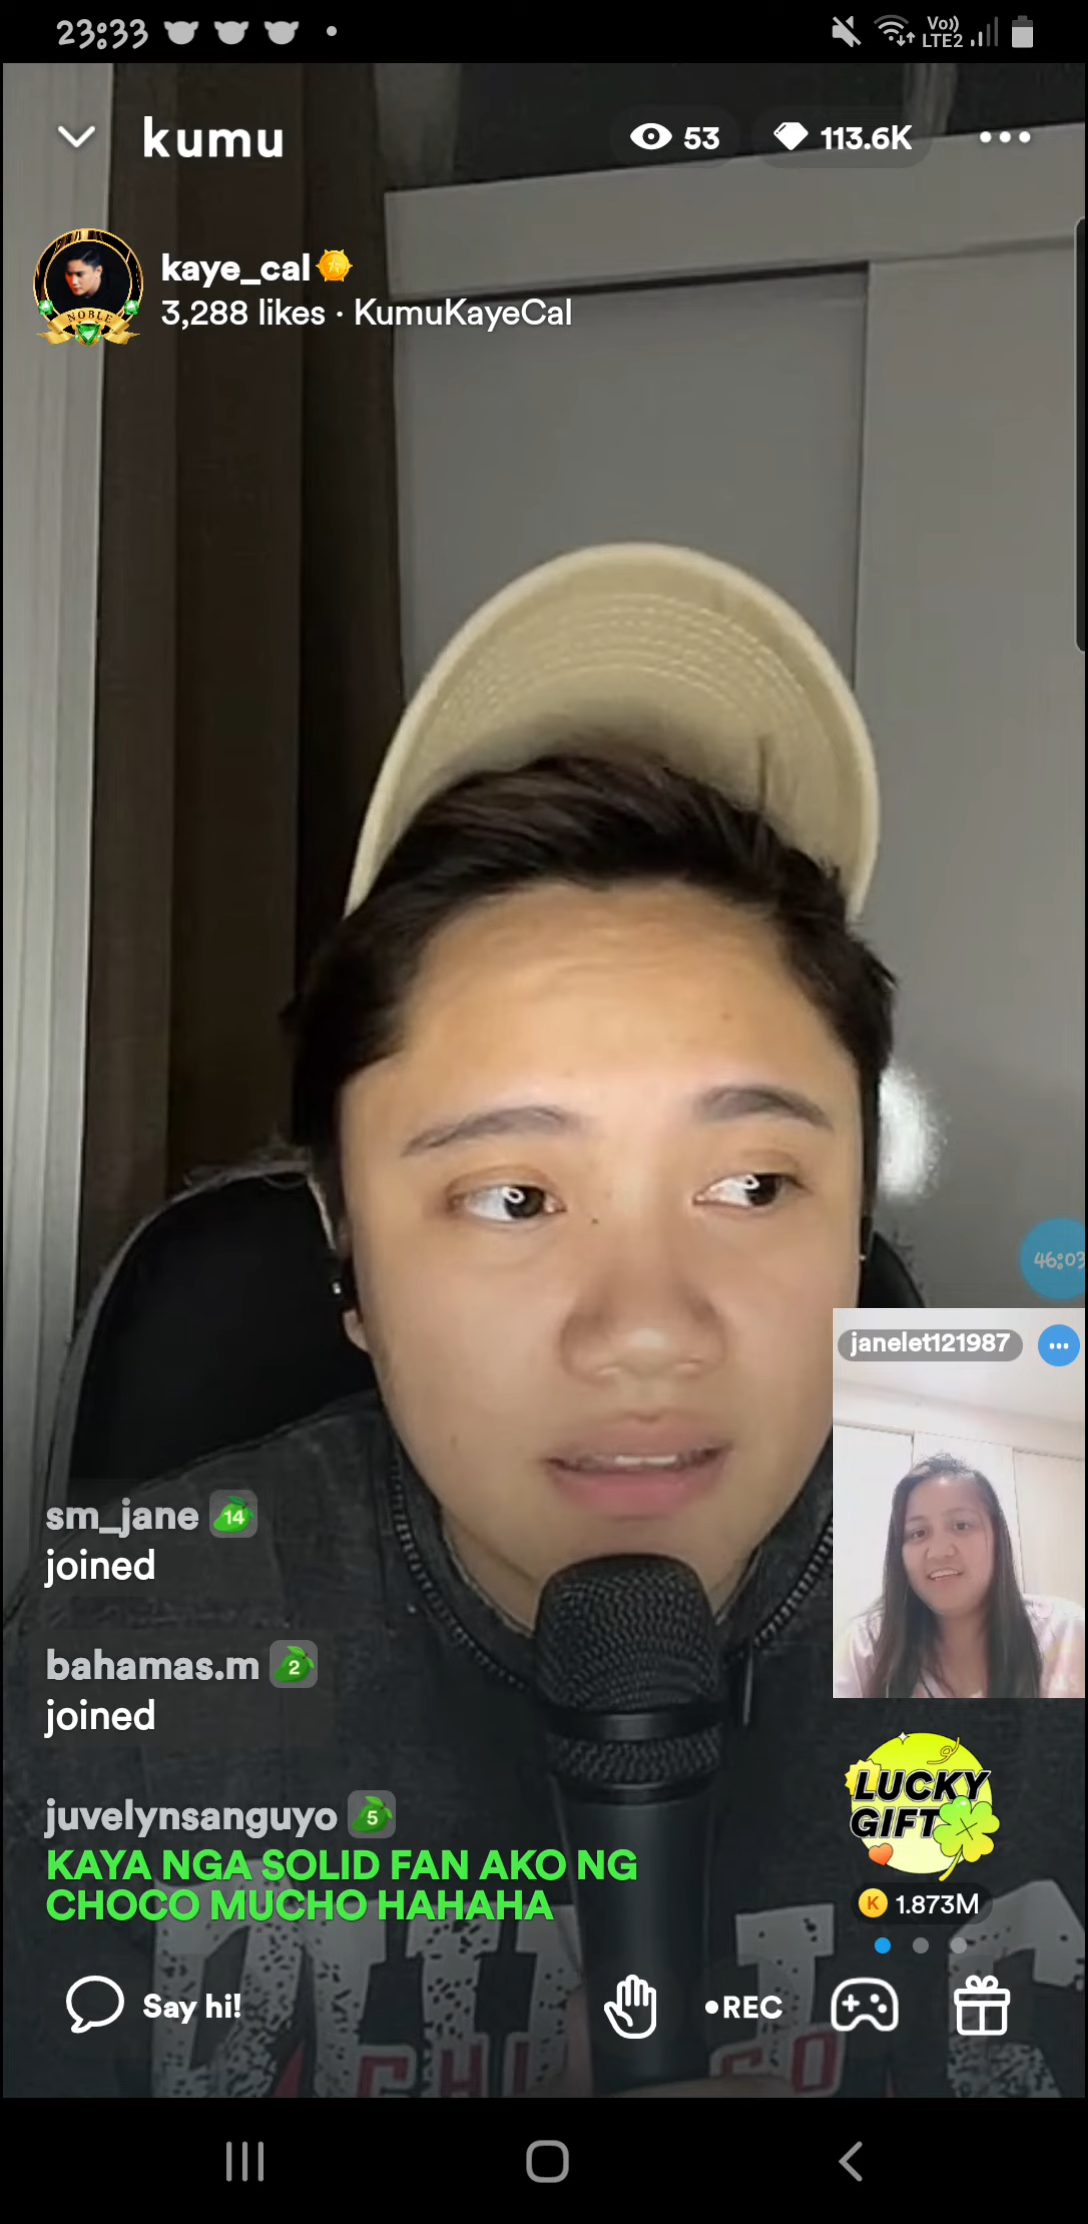 23:33
Vo))
LTE2
kumu
53
113.6K
kaye_cal
3,288 likes · KumuKayeCal
NOBLE
46:03
janelet121987
sm_jane 14
joined
bahamas.m 2
joined
juvelynsanguyo 5
KAYA NGA SOLID FAN AKO NG
CHOCO MUCHO HAHAHA
LUCKY
GIFT
K 1.873M
Say hi!
•REC